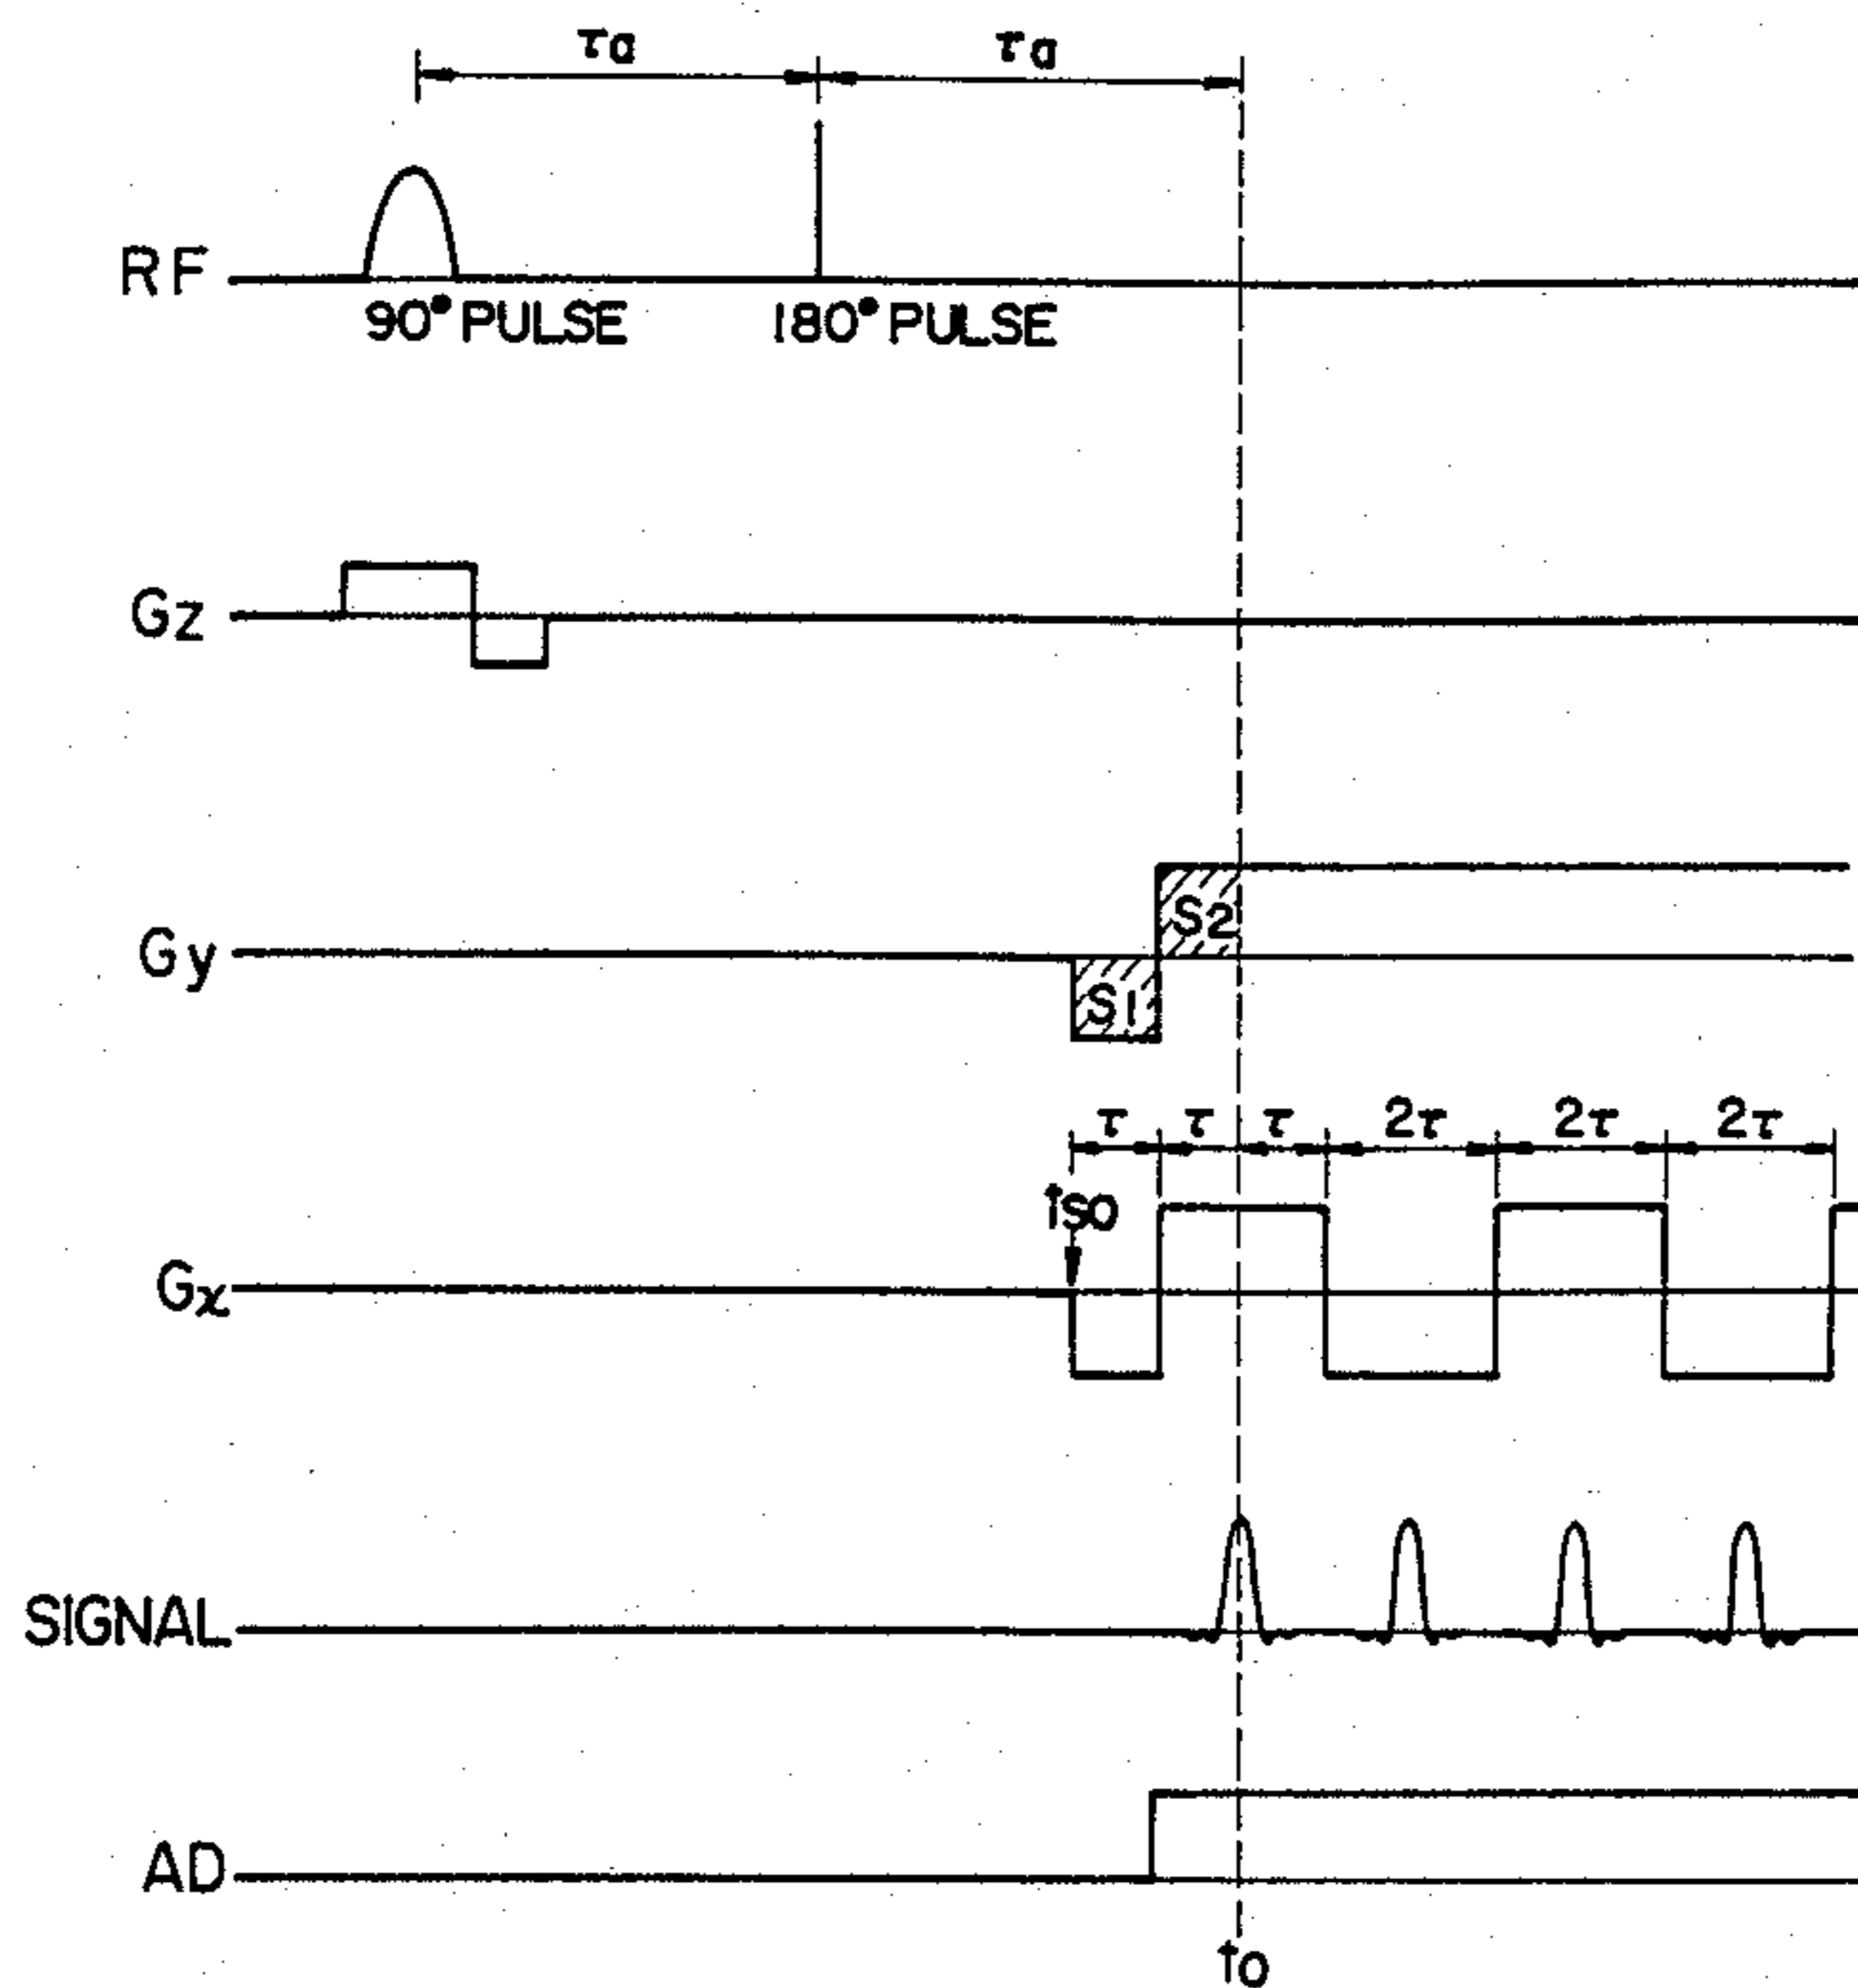 τa τa
RF
90° PULSE 180° PULSE
Gz
Gy
S2
S1
τ τ τ 2τ 2τ 2τ
tso
Gx
SIGNAL
AD
to